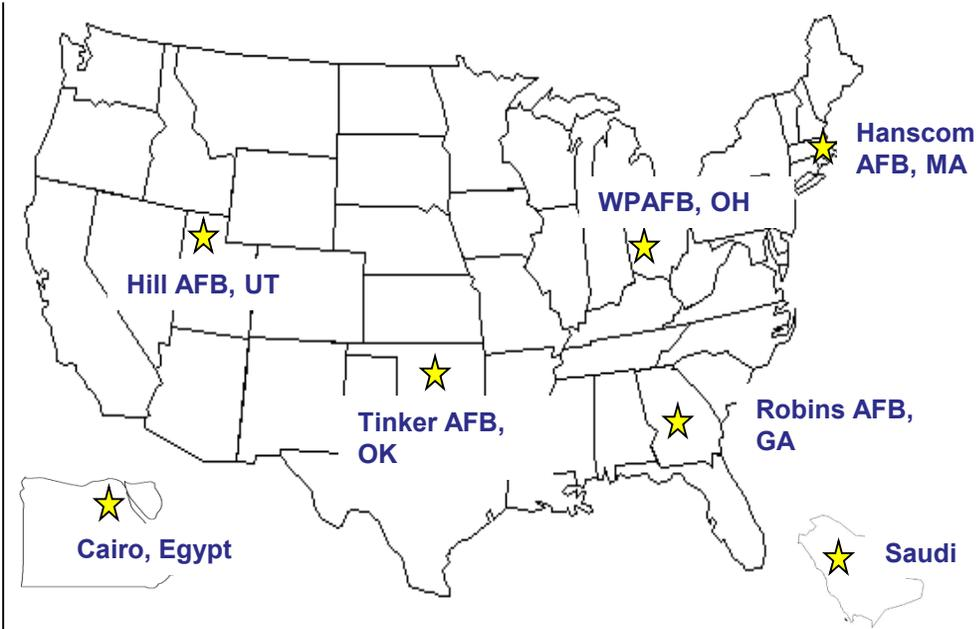 Hanscom
AFB, MA
WPAFB, OH
Hill AFB, UT
Tinker AFB,
OK
Robins AFB,
GA
Cairo, Egypt
Saudi